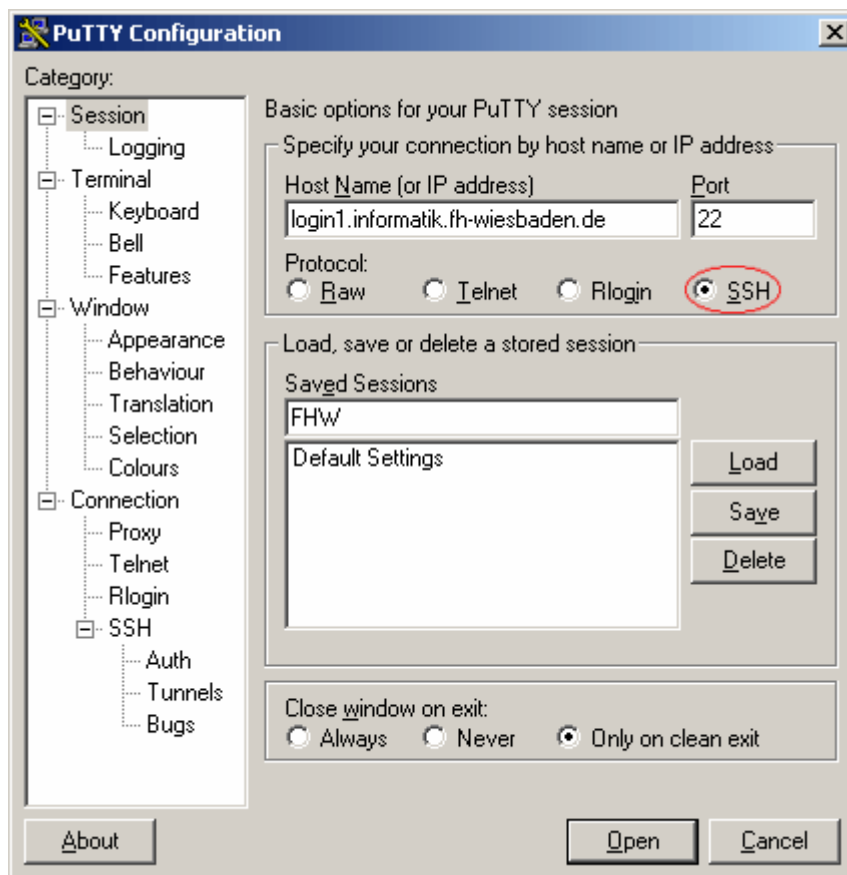 PuTTY Configuration
Category:
Session
Logging
Terminal
Keyboard
Bell
Features
Window
Appearance
Behaviour
Translation
Selection
Colours
Connection
Proxy
Telnet
Rlogin
SSH
Auth
Tunnels
Bugs
Basic options for your PuTTY session
Specify your connection by host name or IP address
Host Name (or IP address) Port
login1.informatik.fh-wiesbaden.de 22
Protocol:
Raw Telnet Rlogin SSH
Load, save or delete a stored session
Saved Sessions
FHW
Default Settings
Load
Save
Delete
Close window on exit:
Always Never Only on clean exit
About Open Cancel